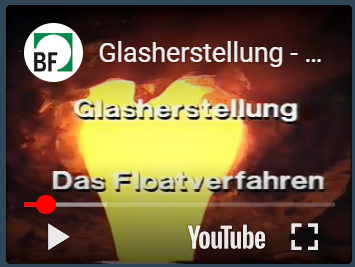 BF
Glasherstellung - ...
Glasherstellung
Das Floatverfahren
YouTube